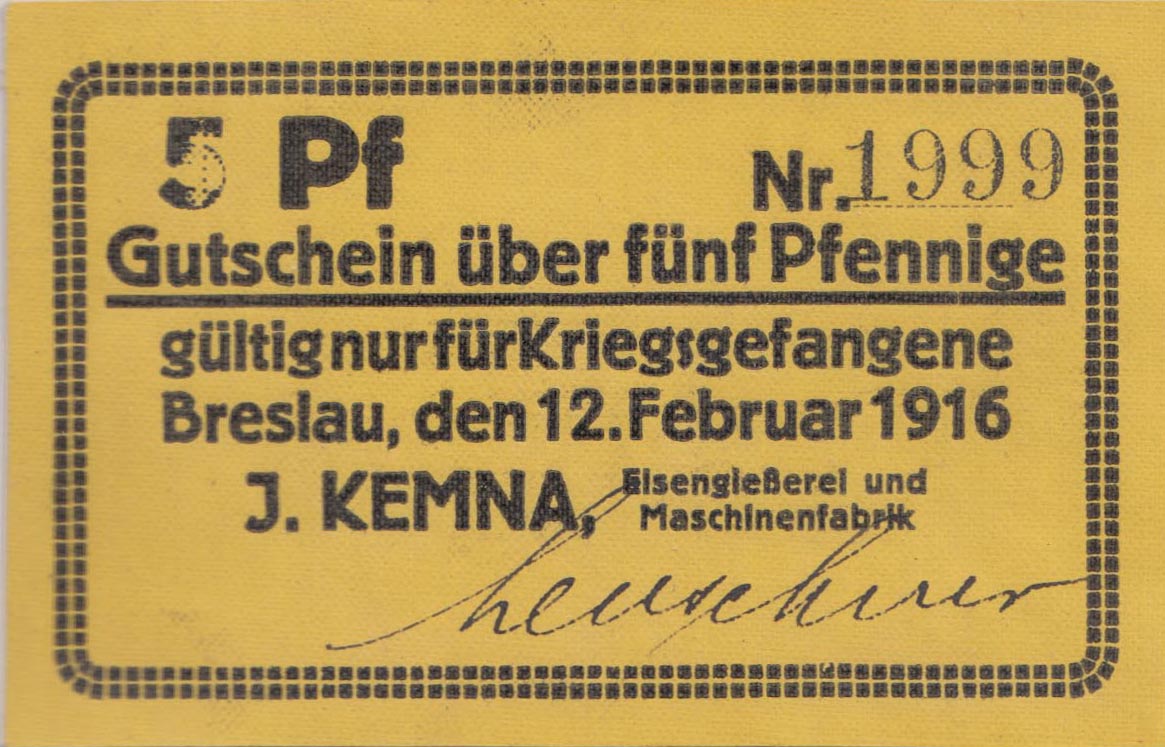 5 Pf
Nr. 1999
Gutschein über fünf Pfennige
gültig nur für Kriegsgefangene
Breslau, den 12. Februar 1916
J. KEMNA, Eisengießerei und
Maschinenfabrik